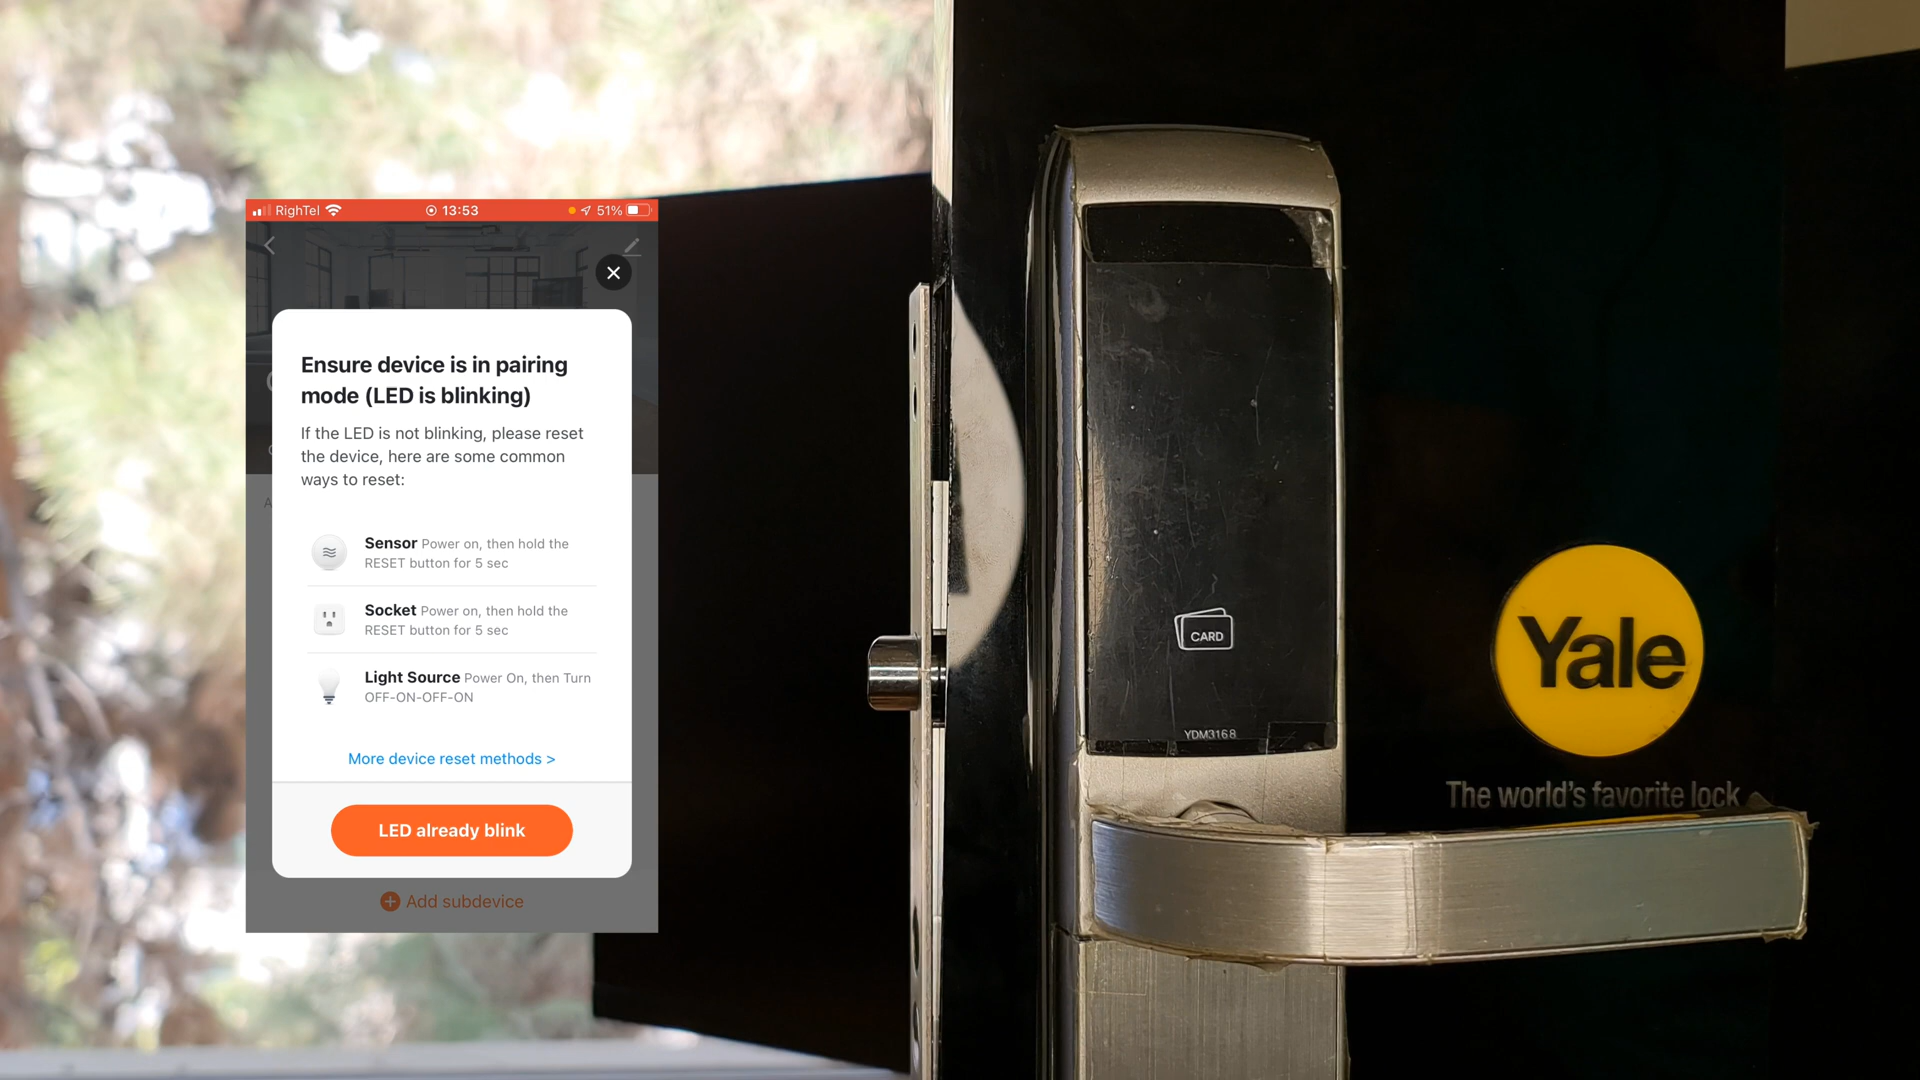 RighTel 13:53 51%
Ensure device is in pairing
mode (LED is blinking)
If the LED is not blinking, please reset
the device, here are some common
ways to reset:
Sensor Power on, then hold the
RESET button for 5 sec
Socket Power on, then hold the
RESET button for 5 sec
Light Source Power On, then Turn
OFF-ON-OFF-ON
More device reset methods >
LED already blink
Add subdevice
CARD
YDM3168
Yale
The world's favorite lock